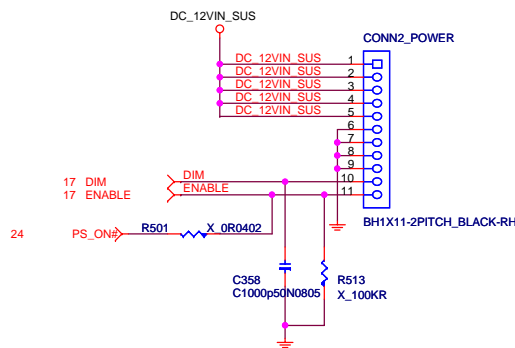 DC_12VIN_SUS
CONN2_POWER
DC_12VIN_SUS 1
DC_12VIN_SUS 2
DC_12VIN_SUS 3
DC_12VIN_SUS 4
DC_12VIN_SUS 5
6
7
8
9
17 DIM DIM 10
17 ENABLE ENABLE 11
BH1X11-2PITCH_BLACK-RH
24 PS_ON# R501 X_0R0402
C358
C1000p50N0805
R513
X_100KR